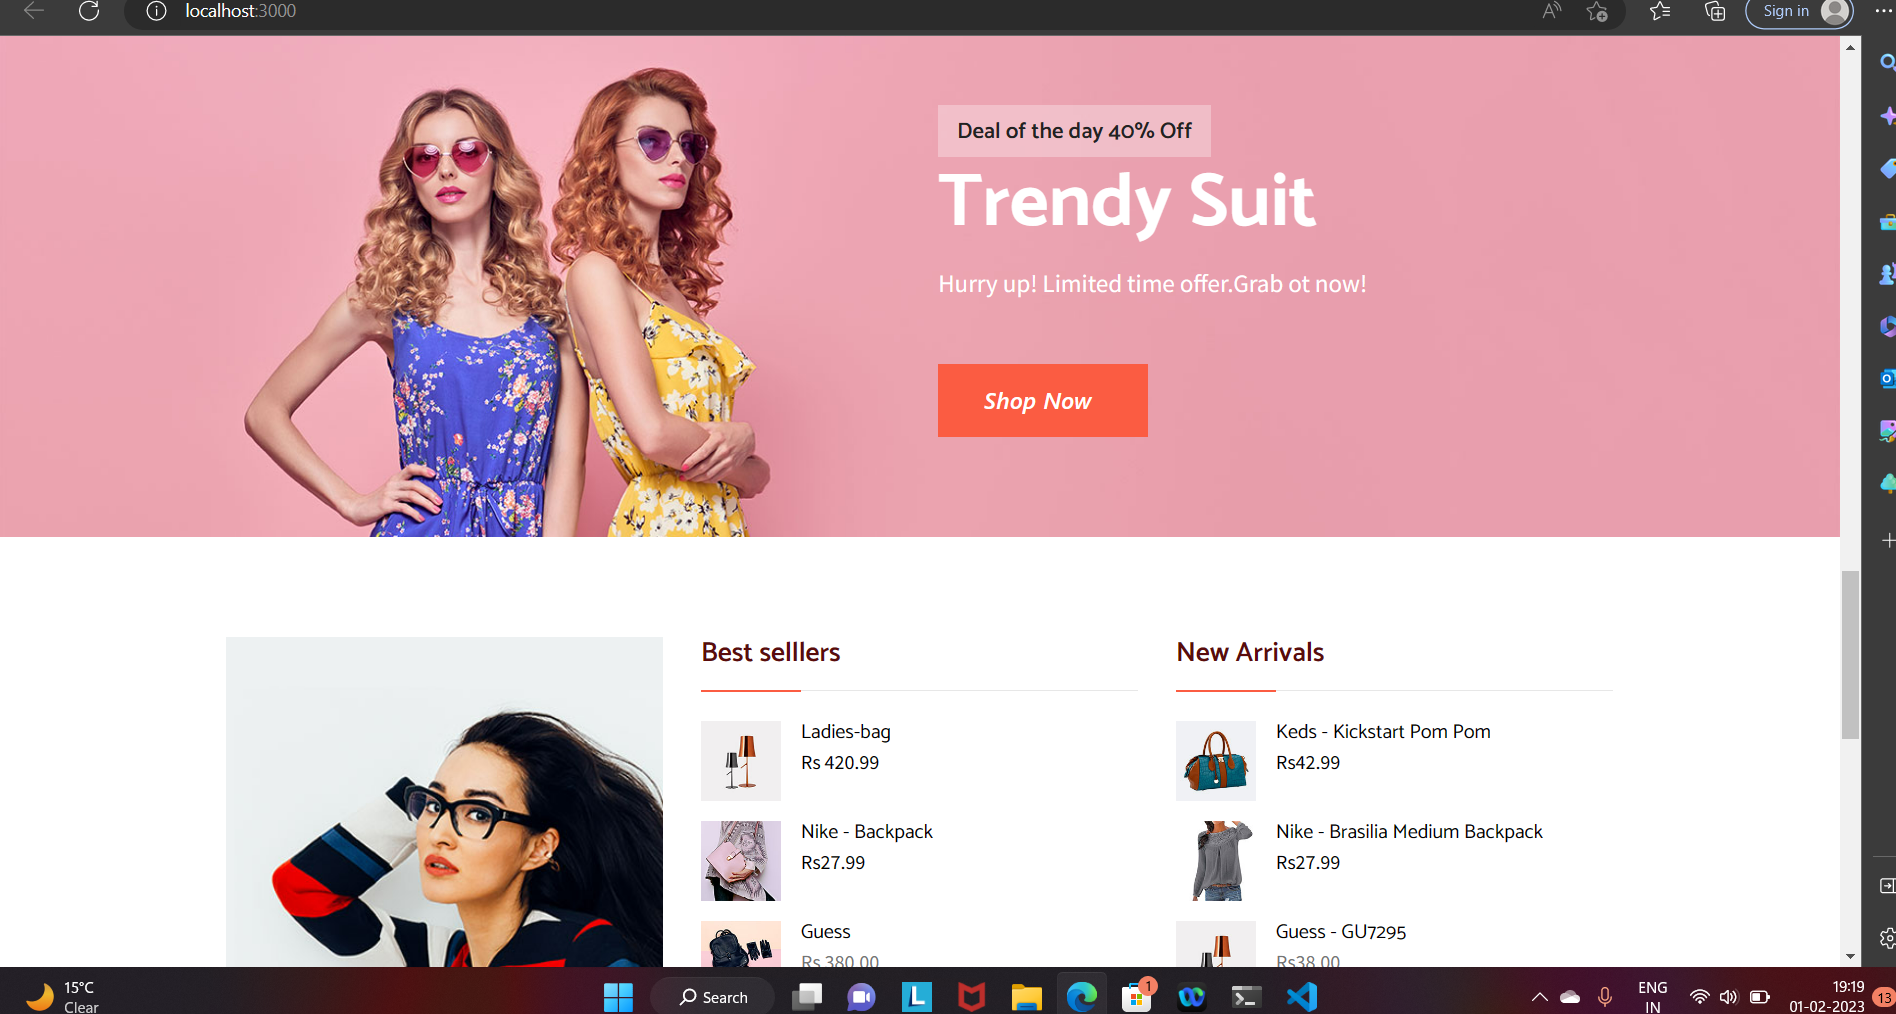 localhost:3000
Sign in
Deal of the day 40% Off
Trendy Suit
Hurry up! Limited time offer.Grab ot now!
Shop Now
Best selllers
New Arrivals
Ladies-bag
Rs 420.99
Keds - Kickstart Pom Pom
Rs42.99
Nike - Backpack
Rs27.99
Nike - Brasilia Medium Backpack
Rs27.99
Guess
Rs 380.00
Guess - GU7295
Rs38.00
15°C
Clear
Search
1
ENG
IN
19:19
01-02-2023
13